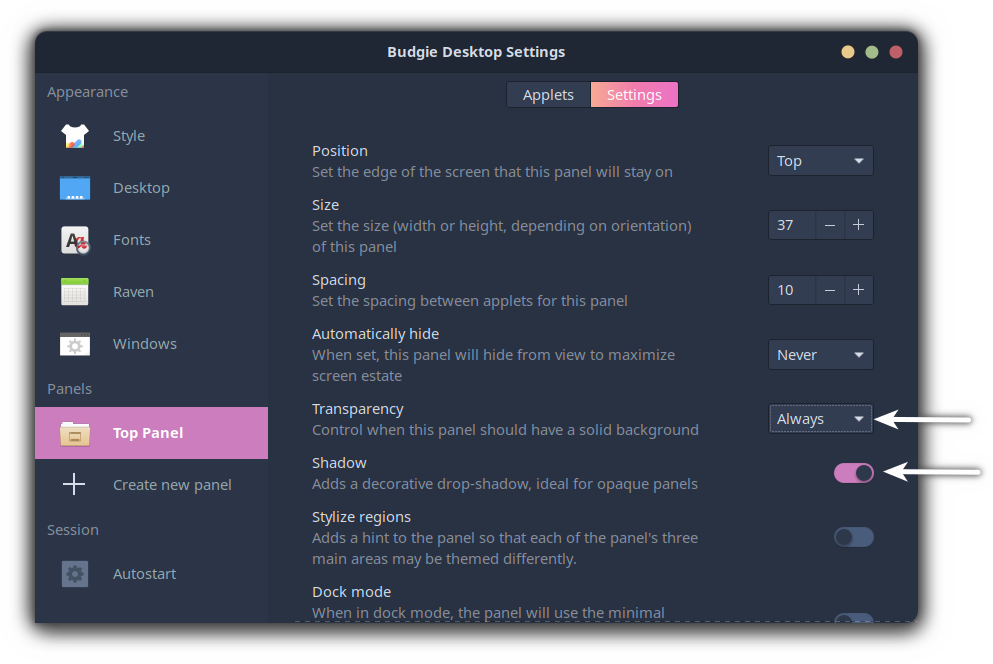 Budgie Desktop Settings
Appearance
Style
Desktop
Fonts
Raven
Windows
Panels
Top Panel
Create new panel
Session
Autostart
Applets
Settings
Position
Set the edge of the screen that this panel will stay on
Top
Size
Set the size (width or height, depending on orientation)
of this panel
37
Spacing
Set the spacing between applets for this panel
10
Automatically hide
When set, this panel will hide from view to maximize
screen estate
Never
Transparency
Control when this panel should have a solid background
Always
Shadow
Adds a decorative drop-shadow, ideal for opaque panels
Stylize regions
Adds a hint to the panel so that each of the panel's three
main areas may be themed differently.
Dock mode
When in dock mode, the panel will use the minimal